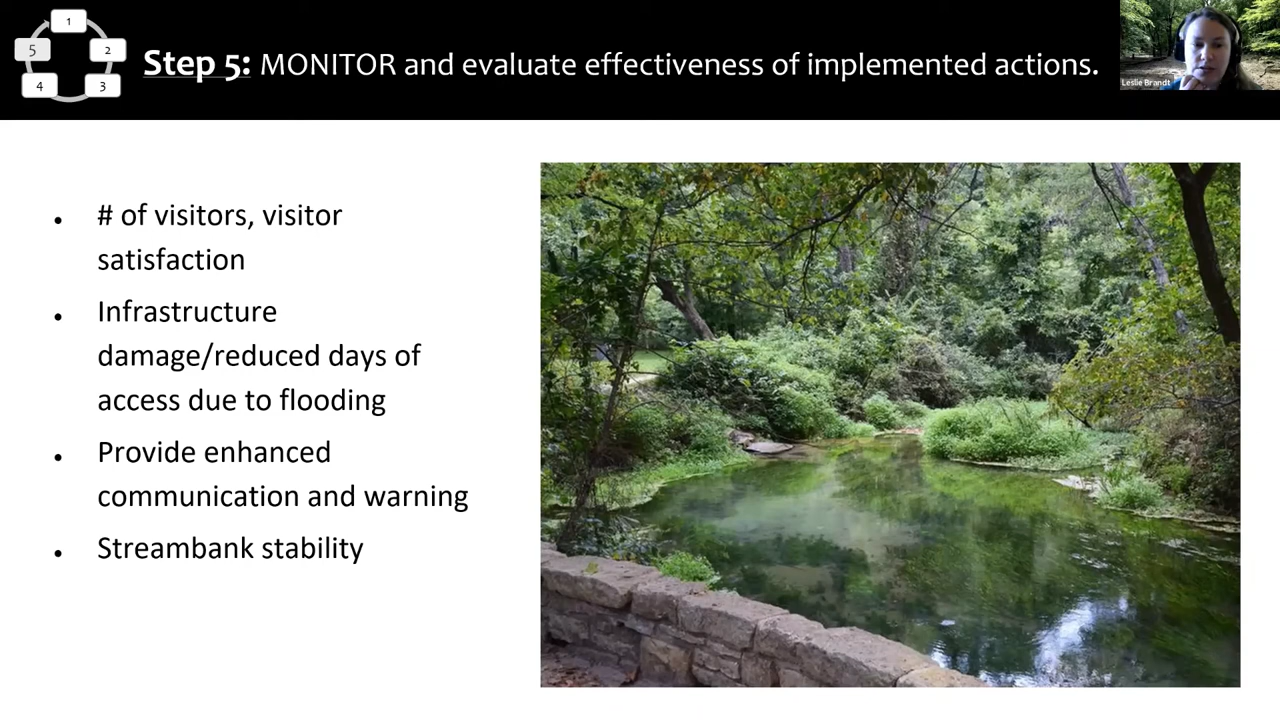 1
5
2
4
3
Step 5: MONITOR and evaluate effectiveness of implemented actions.
Leslie Brandt
• # of visitors, visitor
satisfaction
• Infrastructure
damage/reduced days of
access due to flooding
• Provide enhanced
communication and warning
• Streambank stability